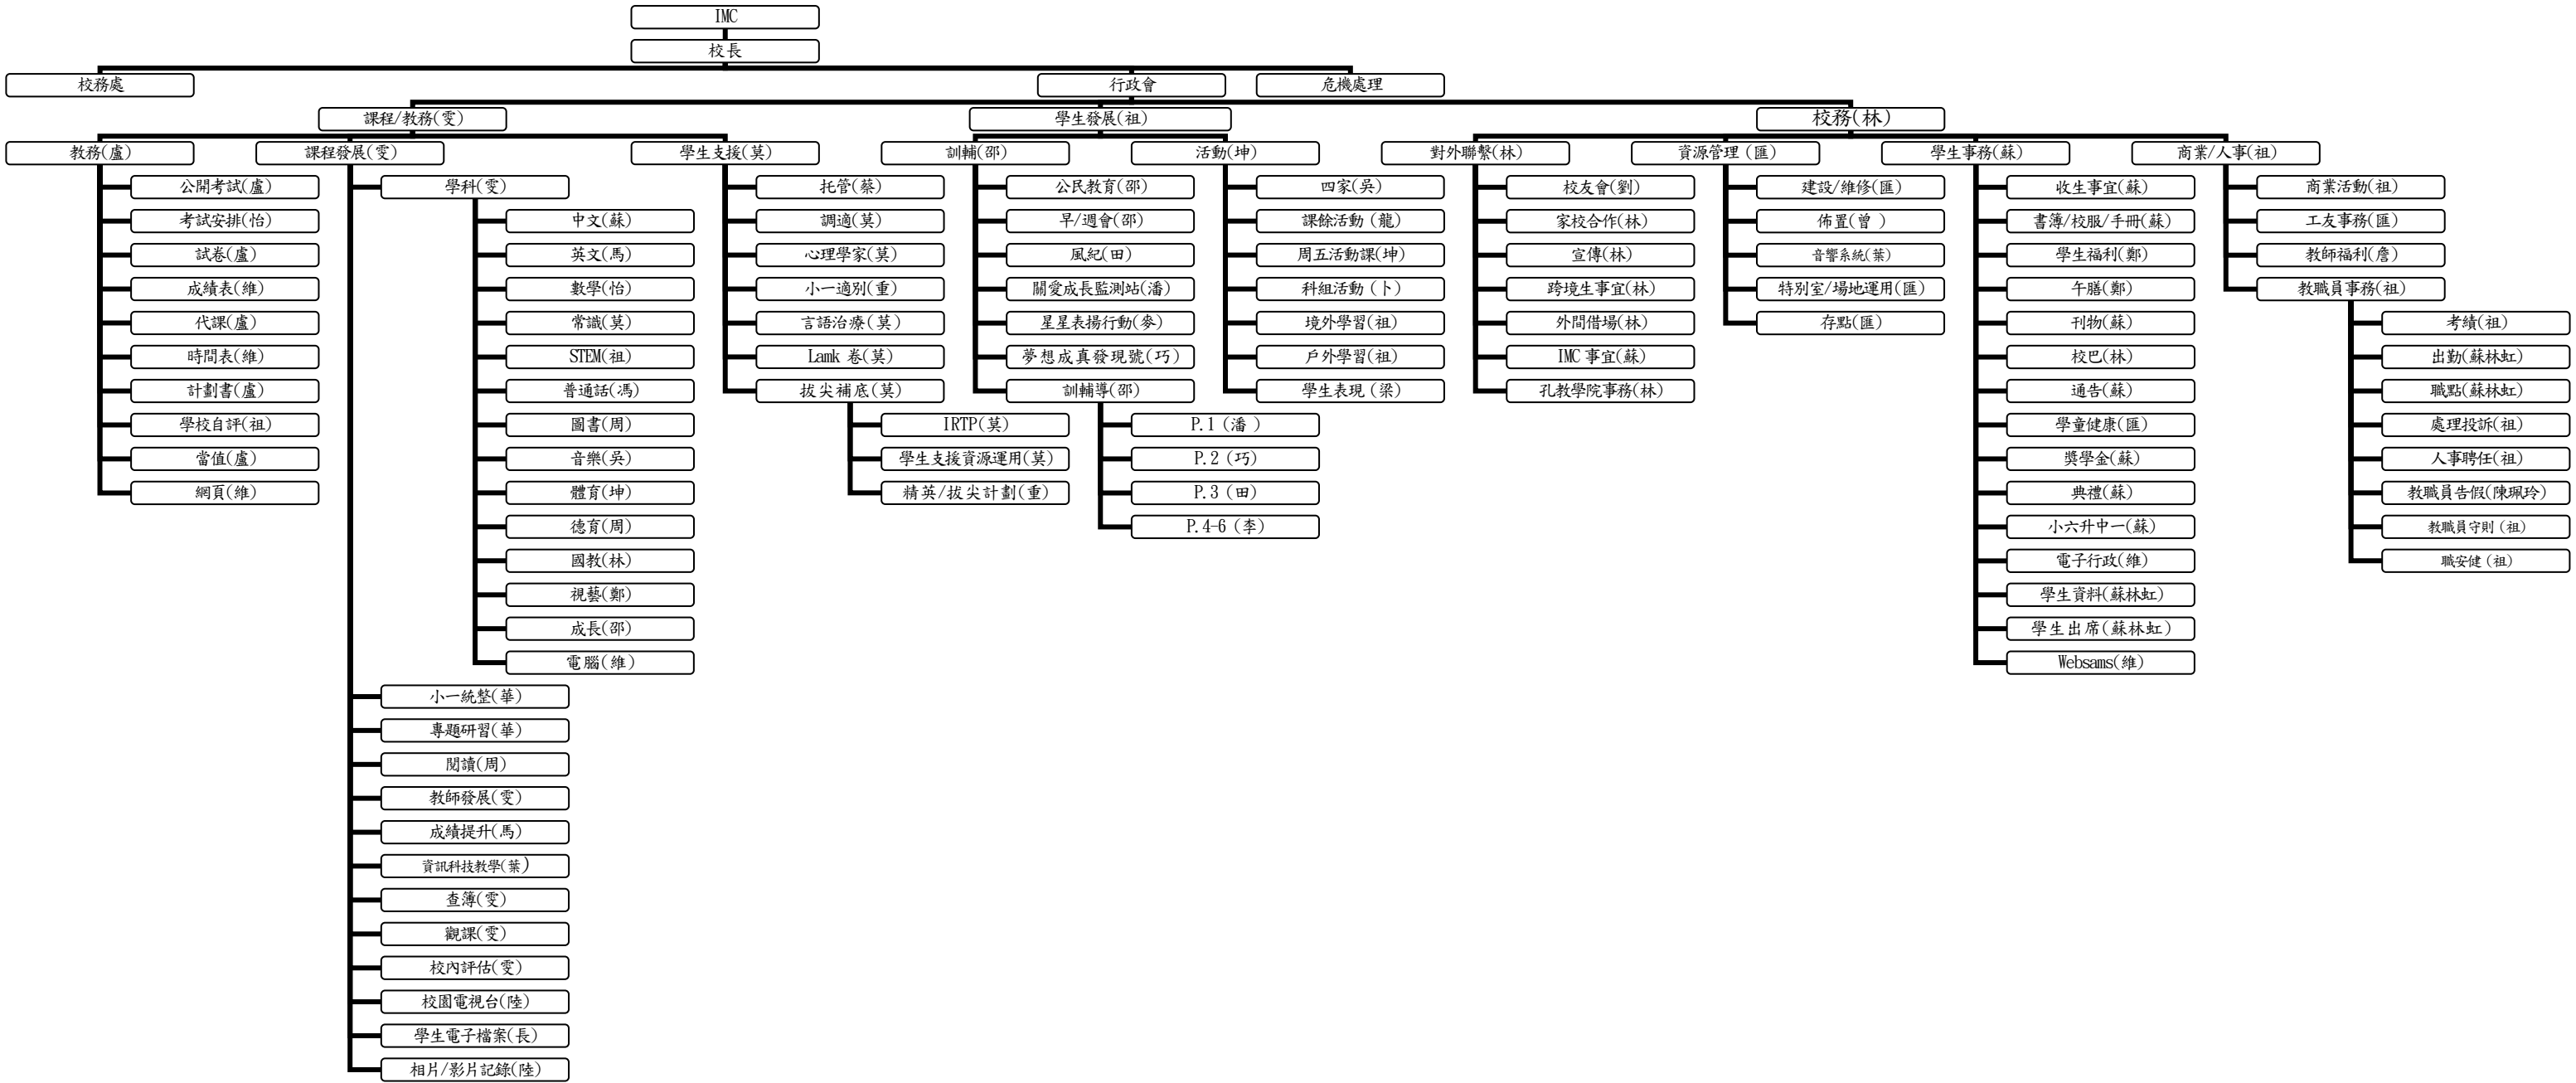 IMC
校長
校務處
行政會
危機處理
課程/教務(雯)
學生發展(祖)
校務(林)
教務(盧)
課程發展(雯)
學生支援(莫)
訓輔(邵)
活動(坤)
對外聯繫(林)
資源管理 (匯)
學生事務(蘇)
商業/人事(祖)
公開考試(盧)
考試安排(怡)
試卷(盧)
成績表(維)
代課(盧)
時間表(維)
計劃書(盧)
學校自評(祖)
當值(盧)
網頁(維)
學科(雯)
中文(蘇)
英文(馬)
數學(怡)
常識(莫)
STEM(祖)
普通話(馮)
圖書(周)
音樂(吳)
體育(坤)
德育(周)
國教(林)
視藝(鄭)
成長(邵)
電腦(維)
小一統整(華)
專題研習(華)
閱讀(周)
教師發展(雯)
成績提升(馬)
資訊科技教學(葉)
查簿(雯)
觀課(雯)
校內評估(雯)
校園電視台(陸)
學生電子檔案(長)
相片/影片記錄(陸)
托管(蔡)
調適(莫)
心理學家(莫)
小一適別(重)
言語治療(莫)
Lamk 卷(莫)
拔尖補底(莫)
IRTP(莫)
學生支援資源運用(莫)
精英/拔尖計劃(重)
公民教育(邵)
早/週會(邵)
風紀(田)
關愛成長監測站(潘)
星星表揚行動(麥)
夢想成真發現號(巧)
訓輔導(邵)
P.1 (潘 )
P.2 (巧)
P.3 (田)
P.4-6 (李)
四家(吳)
課餘活動 (龍)
周五活動課(坤)
科組活動 (卜)
境外學習(祖)
戶外學習(祖)
學生表現 (梁)
校友會(劉)
家校合作(林)
宣傳(林)
跨境生事宜(林)
外間借場(林)
IMC 事宜(蘇)
孔教學院事務(林)
建設/維修(匯)
佈置(曾 )
音響系統(葉)
特別室/場地運用(匯)
存點(匯)
收生事宜(蘇)
書簿/校服/手冊(蘇)
學生福利(鄭)
午膳(鄭)
刊物(蘇)
校巴(林)
通告(蘇)
學童健康(匯)
獎學金(蘇)
典禮(蘇)
小六升中一(蘇)
電子行政(維)
學生資料(蘇林虹)
學生出席(蘇林虹)
Websams(維)
商業活動(祖)
工友事務(匯)
教師福利(詹)
教職員事務(祖)
考績(祖)
出勤(蘇林虹)
職點(蘇林虹)
處理投訴(祖)
人事聘任(祖)
教職員告假(陳珮玲)
教職員守則 (祖)
職安健 (祖)